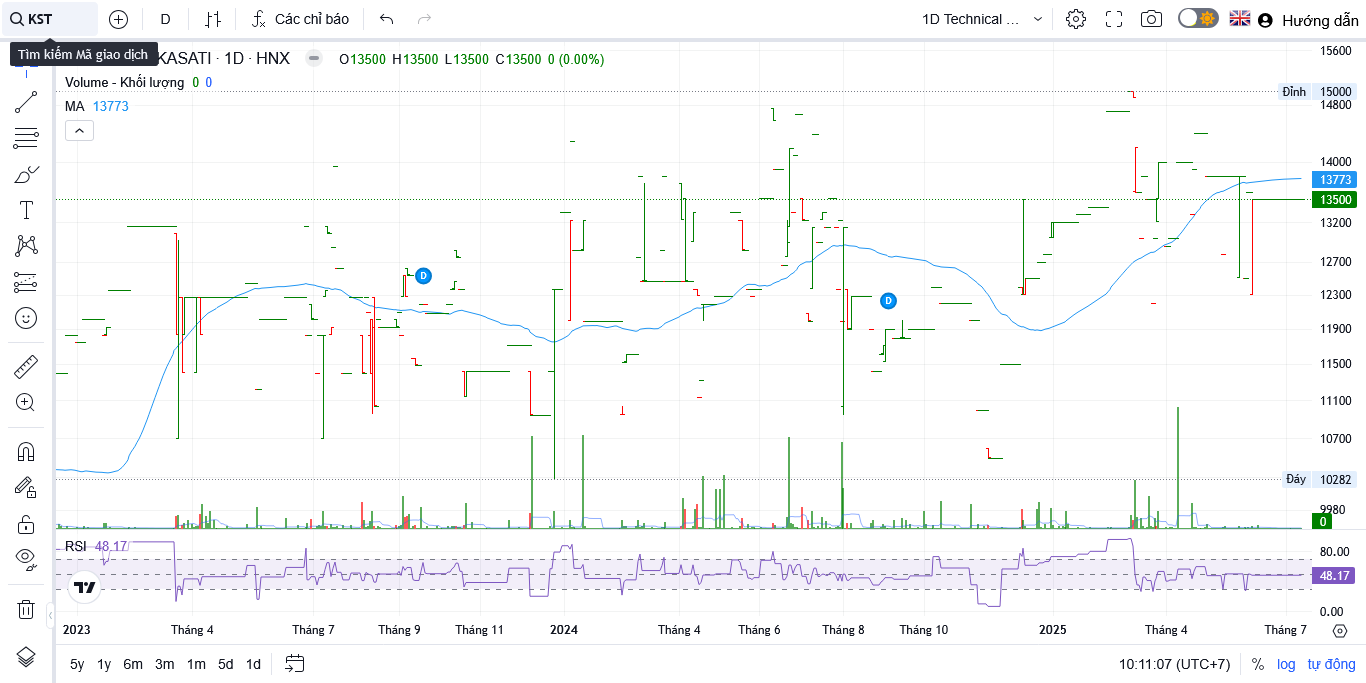 KST D Các chỉ báo 1D Technical ... Hướng dẫn
Tìm kiếm Mã giao dịch
KASATI · 1D · HNX O13500 H13500 L13500 C13500 0 (0.00%)
Volume - Khối lượng 0 0
MA 13773
15600
Đỉnh 15000
14800
14000
13773
13500
13200
12700
12300
11900
11500
11100
10700
Đáy 10282
9980
0
D
D
RSI 48.17
80.00
48.17
0.00
2023 Tháng 4 Tháng 7 Tháng 9 Tháng 11 2024 Tháng 4 Tháng 6 Tháng 8 Tháng 10 2025 Tháng 4 Tháng 7
5y 1y 6m 3m 1m 5d 1d 10:11:07 (UTC+7) % log tự động